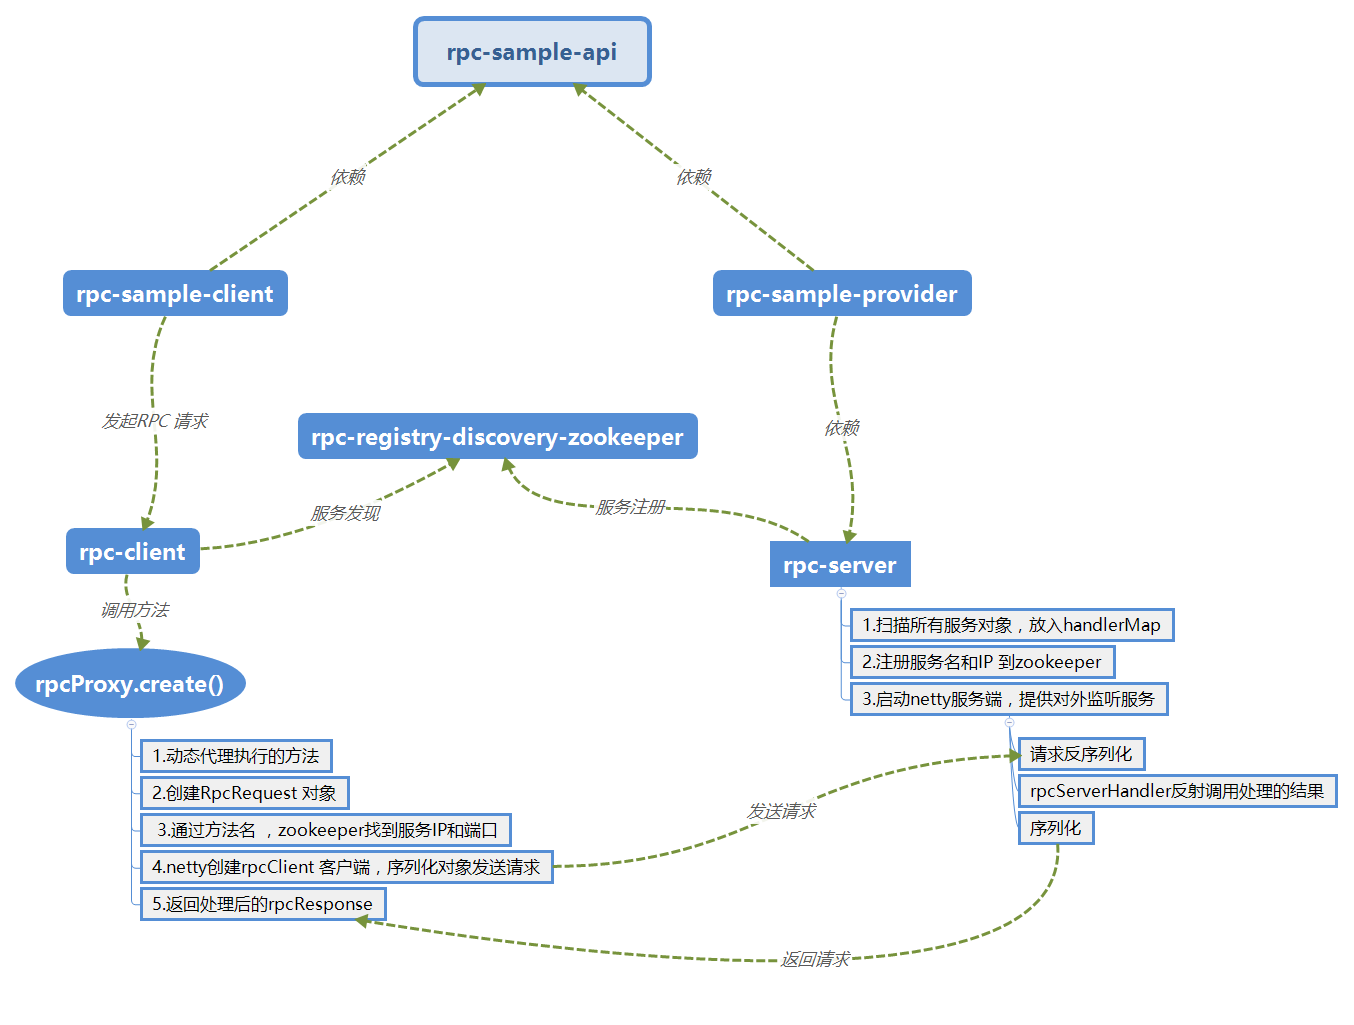 rpc-sample-api
依赖
依赖
rpc-sample-client
rpc-sample-provider
发起RPC 请求
rpc-registry-discovery-zookeeper
依赖
服务发现
服务注册
rpc-client
rpc-server
调用方法
1.扫描所有服务对象，放入handlerMap
2.注册服务名和IP 到zookeeper
3.启动netty服务端，提供对外监听服务
rpcProxy.create()
1.动态代理执行的方法
2.创建RpcRequest 对象
3.通过方法名 ，zookeeper找到服务IP和端口
4.netty创建rpcClient 客户端，序列化对象发送请求
5.返回处理后的rpcResponse
发送请求
请求反序列化
rpcServerHandler反射调用处理的结果
序列化
返回请求